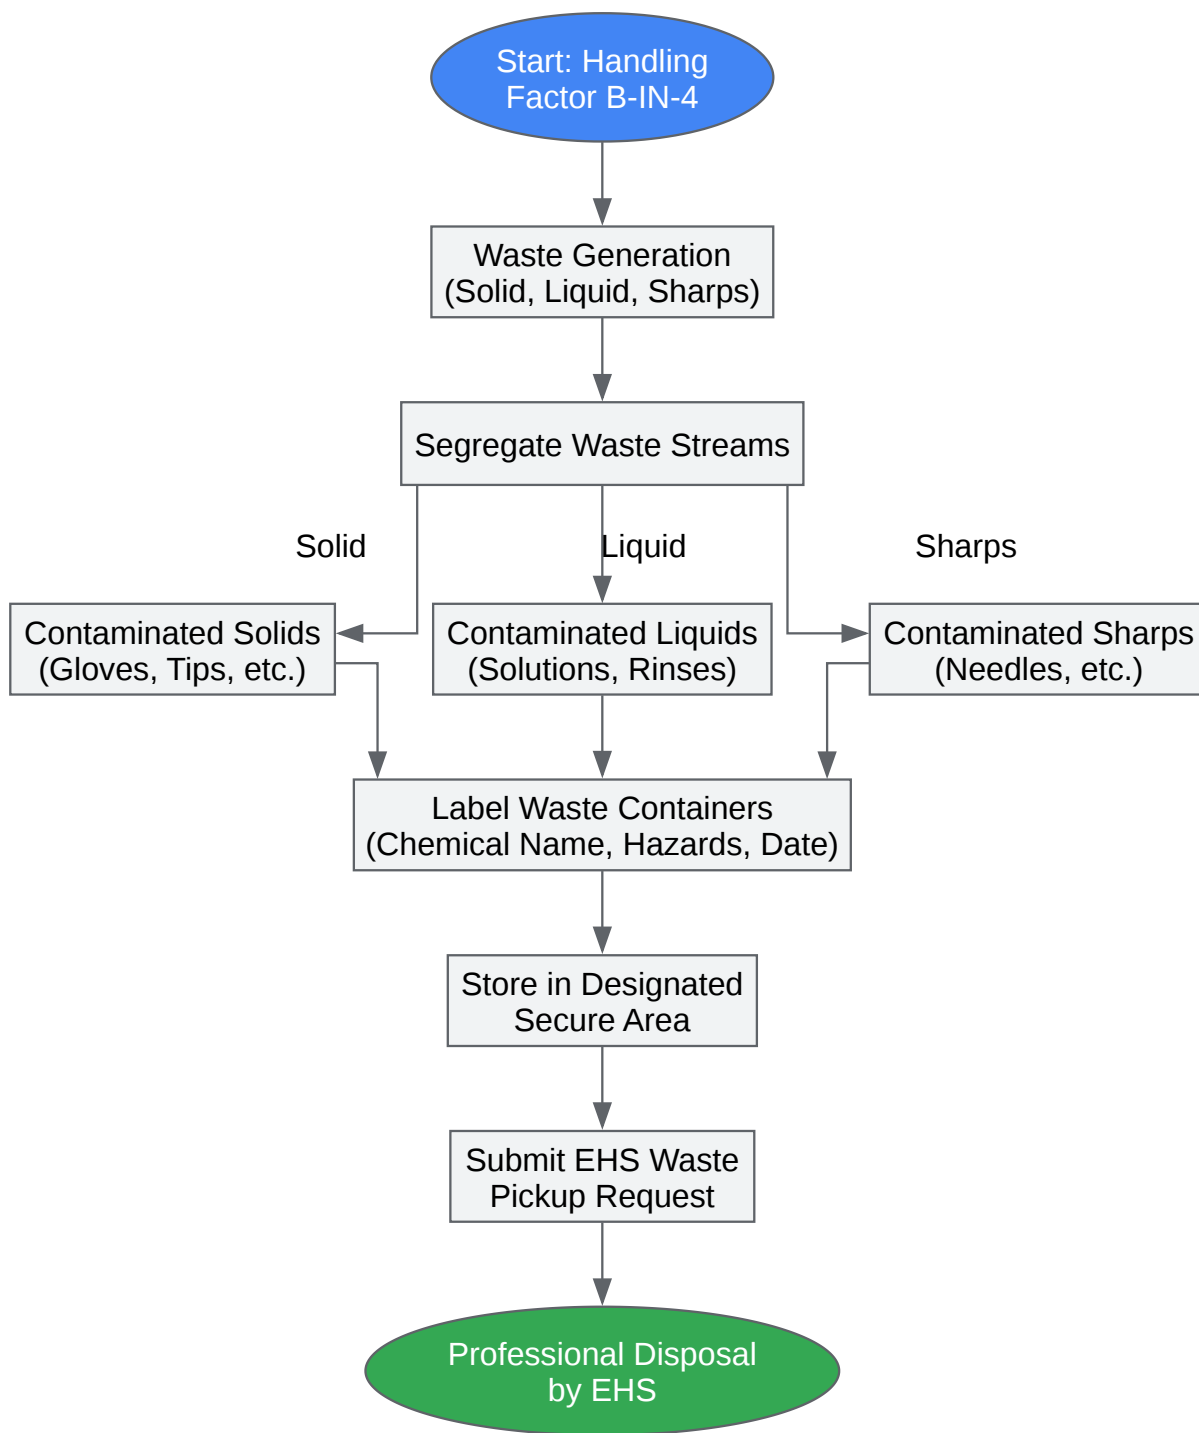 Start: Handling
Factor B-IN-4
Waste Generation
(Solid, Liquid, Sharps)
Segregate Waste Streams
Solid
Liquid
Sharps
Contaminated Solids
(Gloves, Tips, etc.)
Contaminated Liquids
(Solutions, Rinses)
Contaminated Sharps
(Needles, etc.)
Label Waste Containers
(Chemical Name, Hazards, Date)
Store in Designated
Secure Area
Submit EHS Waste
Pickup Request
Professional Disposal
by EHS